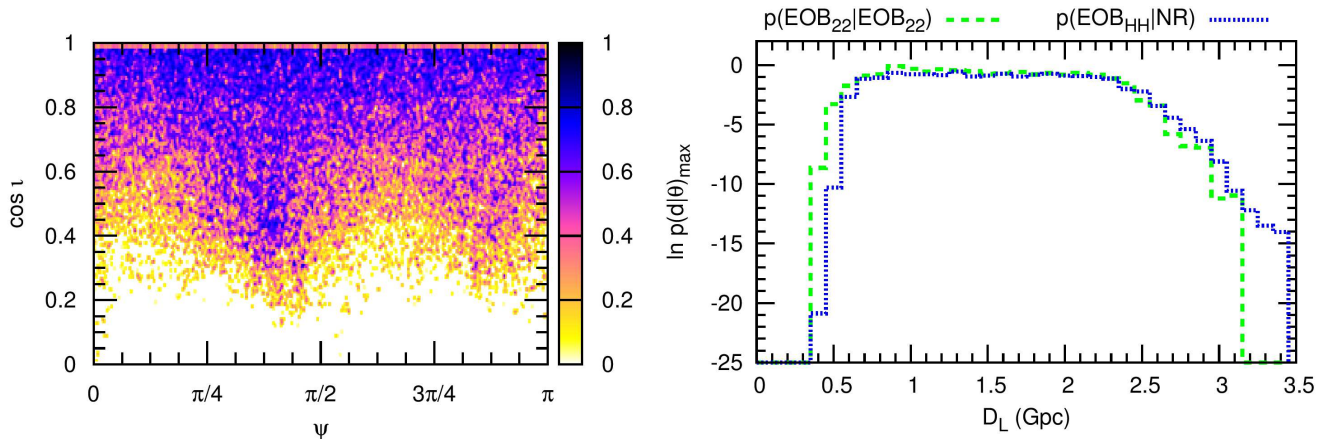 p(EOB22|EOB22)
p(EOBHH|NR)
1
0.8
0.6
0.4
0.2
0
cos ι
0 π/4 π/2 3π/4 π
ψ
1
0.8
0.6
0.4
0.2
0
0
-5
-10
-15
-20
-25
ln p(d|θ)max
0 0.5 1 1.5 2 2.5 3 3.5
DL (Gpc)